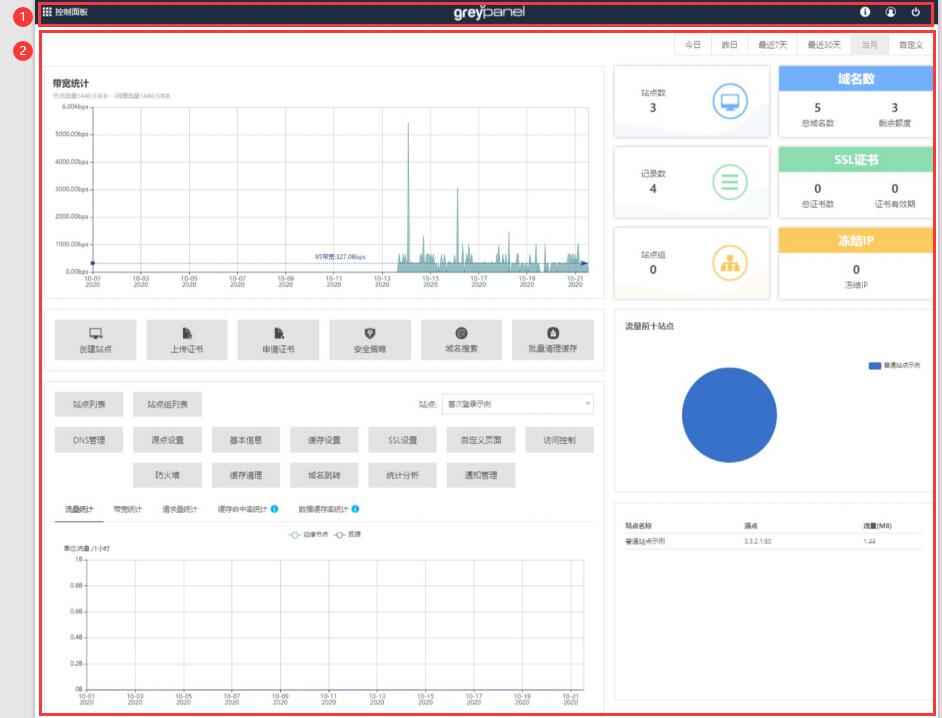 1
控制面板
greypanel
2
今日 昨日 最近7天 最近30天 当月 自定义
带宽统计
节点流量1440.93KB---回源流量1440.50KB
6.00Kbps
5000.00bps
4000.00bps
3000.00bps
2000.00bps
1000.00bps
0.00bps
95带宽:327.08bps
10-01 10-03 10-05 10-07 10-09 10-11 10-13 10-15 10-17 10-19 10-21
2020 2020 2020 2020 2020 2020 2020 2020 2020 2020 2020
站点数
3
域名数
5 3
总域名数 剩余额度
记录数
4
SSL证书
0 0
总证书数 证书有效期
站点组
0
冻结IP
0
冻结IP
创建站点 上传证书 申请证书 安全策略 域名搜索 批量清理缓存
流量前十站点
普通站点示例
站点列表 站点组列表 站点: 首次登录示例
DNS管理 源点设置 基本信息 缓存设置 SSL设置 自定义页面 访问控制
防火墙 缓存清理 域名跳转 统计分析 通知管理
流量统计 带宽统计 请求量统计 缓存命中率统计 数据缓存率统计
边缘节点 回源
单位:流量 /1小时
1B
0.8B
0.6B
0.4B
0.2B
0B
10-01 10-03 10-05 10-07 10-09 10-11 10-13 10-15 10-17 10-19 10-21
2020 2020 2020 2020 2020 2020 2020 2020 2020 2020 2020
站点名称 源点 流量(MB)
普通站点示例 3.3.2.1:80 1.44